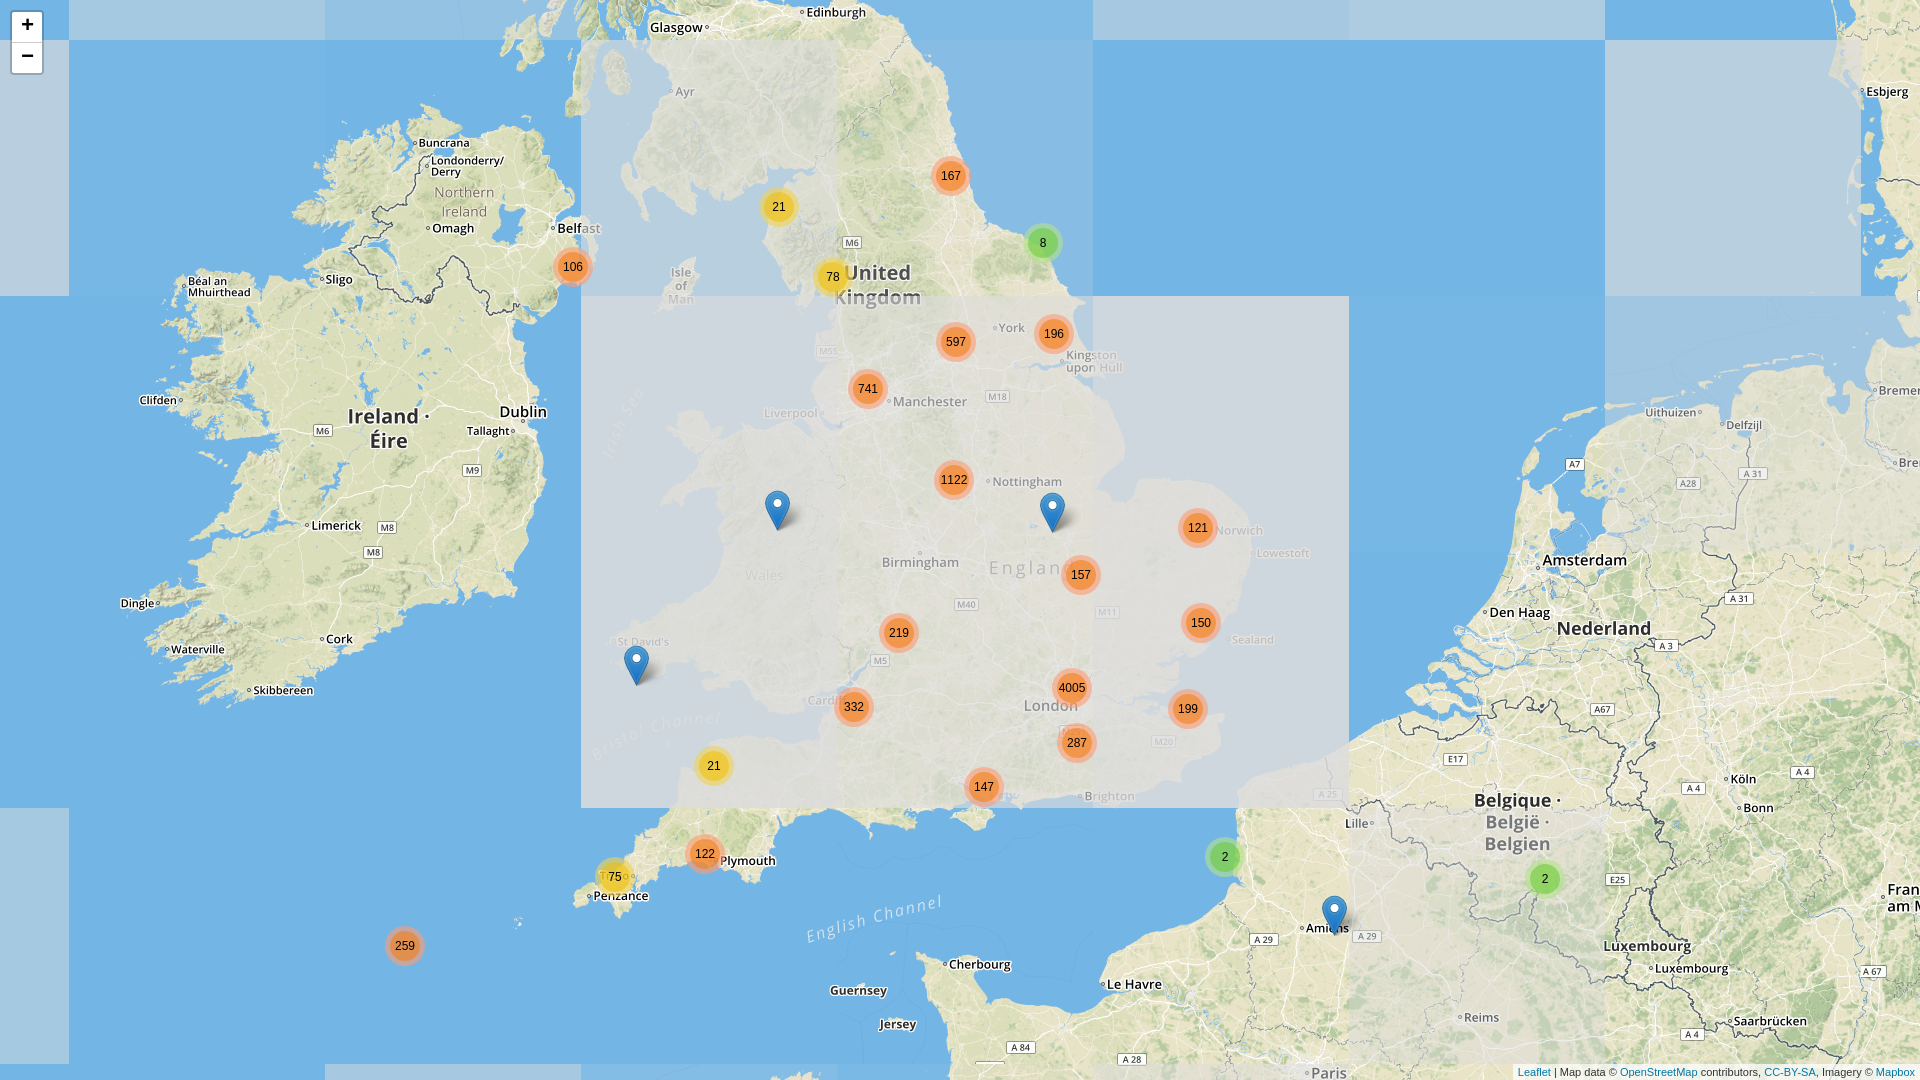 +
−
Edinburgh
Glasgow
Ayr
Esbjerg
Buncrana
Londonderry/
Derry
Northern
Ireland
Omagh
Belfast
167
21
M6
8
106
78
United
Kingdom
Isle
of
Man
Sligo
Béal an
Mhuirthead
York
196
597
M55
Kingston
upon Hull
741
Manchester
M18
Liverpool
Irish Sea
Clifden
Ireland ·
Éire
M6
Dublin
Tallaght
M9
Uithuizen
Delfzijl
Bremer
A7
A 31
A28
Bre
1122
Nottingham
Limerick
M8
M8
121
Norwich
Lowestoft
Birmingham
Wales
Englan
157
Amsterdam
Dingle
M40
M11
Den Haag
A 31
Nederland
Cork
Waterville
St David's
219
150
Sealand
A 3
M5
Skibbereen
Cardiff
332
4005
London
199
A67
Bristol Channel
287
M20
E17
21
147
Brighton
A 25
A 4
A 4
Köln
Bonn
Belgique ·
België ·
Belgien
Lille
122
Plymouth
75
Penzance
2
2
E25
Fran
am M
English Channel
259
Amiens
A 29
A 29
Luxembourg
Luxembourg
A 67
Cherbourg
Guernsey
Le Havre
Jersey
Reims
Saarbrücken
A 84
A 28
A 4
Paris
Leaflet | Map data © OpenStreetMap contributors, CC-BY-SA, Imagery © Mapbox